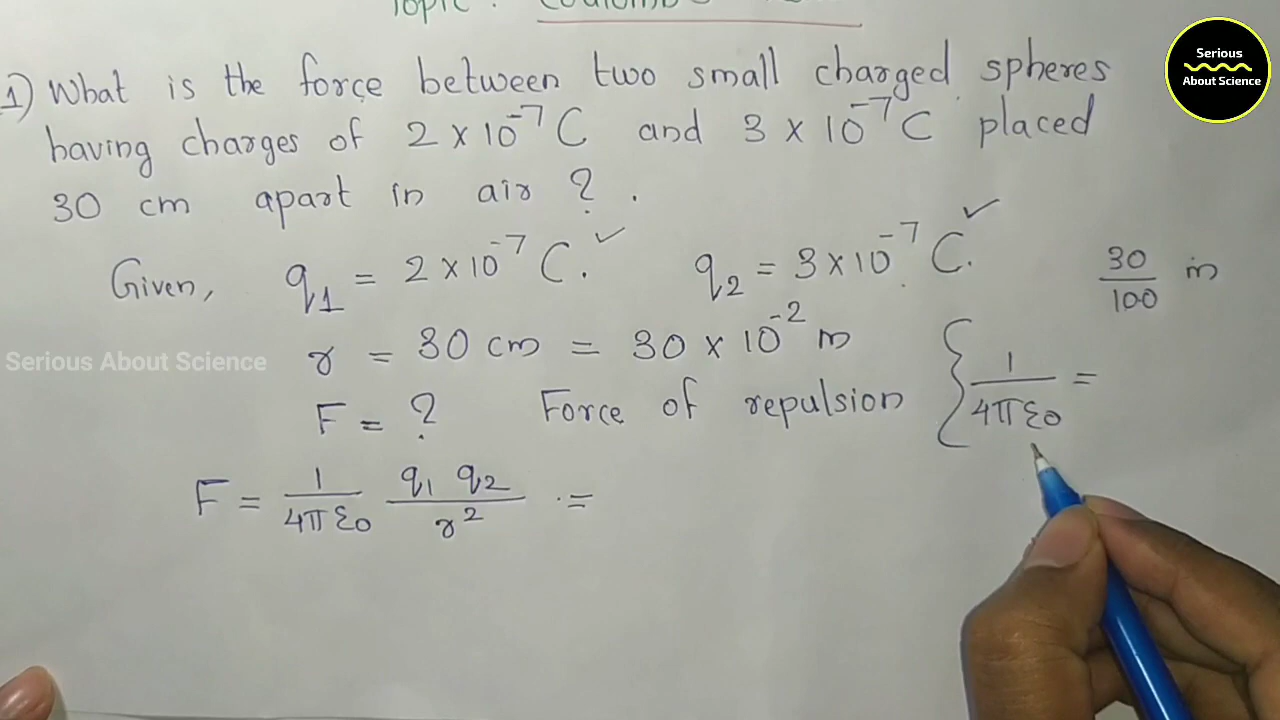 Topic :
Serious
About Science
1) What is the force between two small charged spheres
having charges of 2 × 10⁻⁷ C and 3 × 10⁻⁷ C placed
30 cm apart in air ? .
Given, q₁ = 2 × 10⁻⁷ C. ✓ q₂ = 3 × 10⁻⁷ C. ✓ 30/100 m
Serious About Science
r = 30 cm = 30 × 10⁻² m
F = ? Force of repulsion { 1/4πε₀ =
F = 1/4πε₀ q₁ q₂/r² =